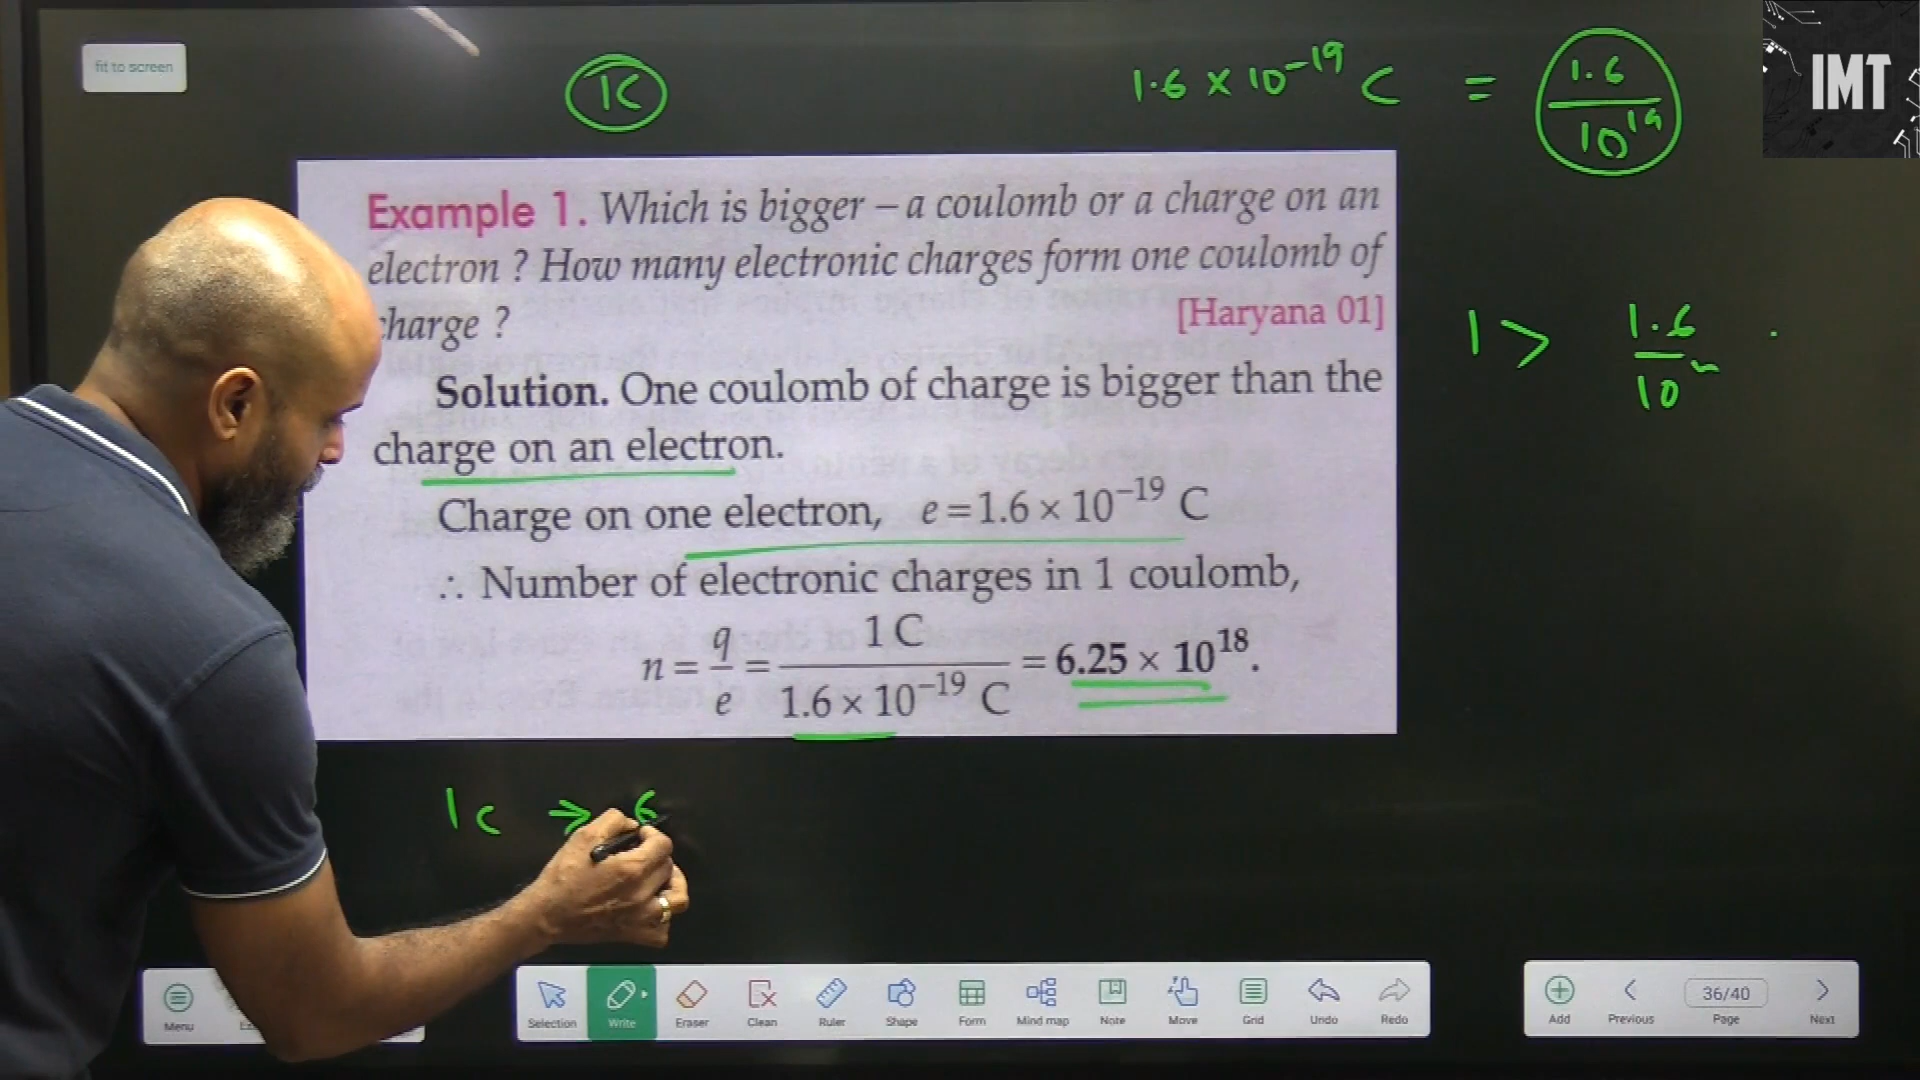 fit to screen
1C
1.6 × 10⁻¹⁹ C = 1.6 / 10¹⁹
IMT
Example 1. Which is bigger – a coulomb or a charge on an
electron ? How many electronic charges form one coulomb of
charge ?
[Haryana 01]
1 > 1.6 / 10
Solution. One coulomb of charge is bigger than the
charge on an electron.
Charge on one electron, e = 1.6 × 10⁻¹⁹ C
∴ Number of electronic charges in 1 coulomb,
n = q / e = 1 C / 1.6 × 10⁻¹⁹ C = 6.25 × 10¹⁸.
1c → 6
Menu
Selection Write Eraser Clean Ruler Shape Form Mind map Note Move Grid Undo Redo
36/40
Add Previous Page Next